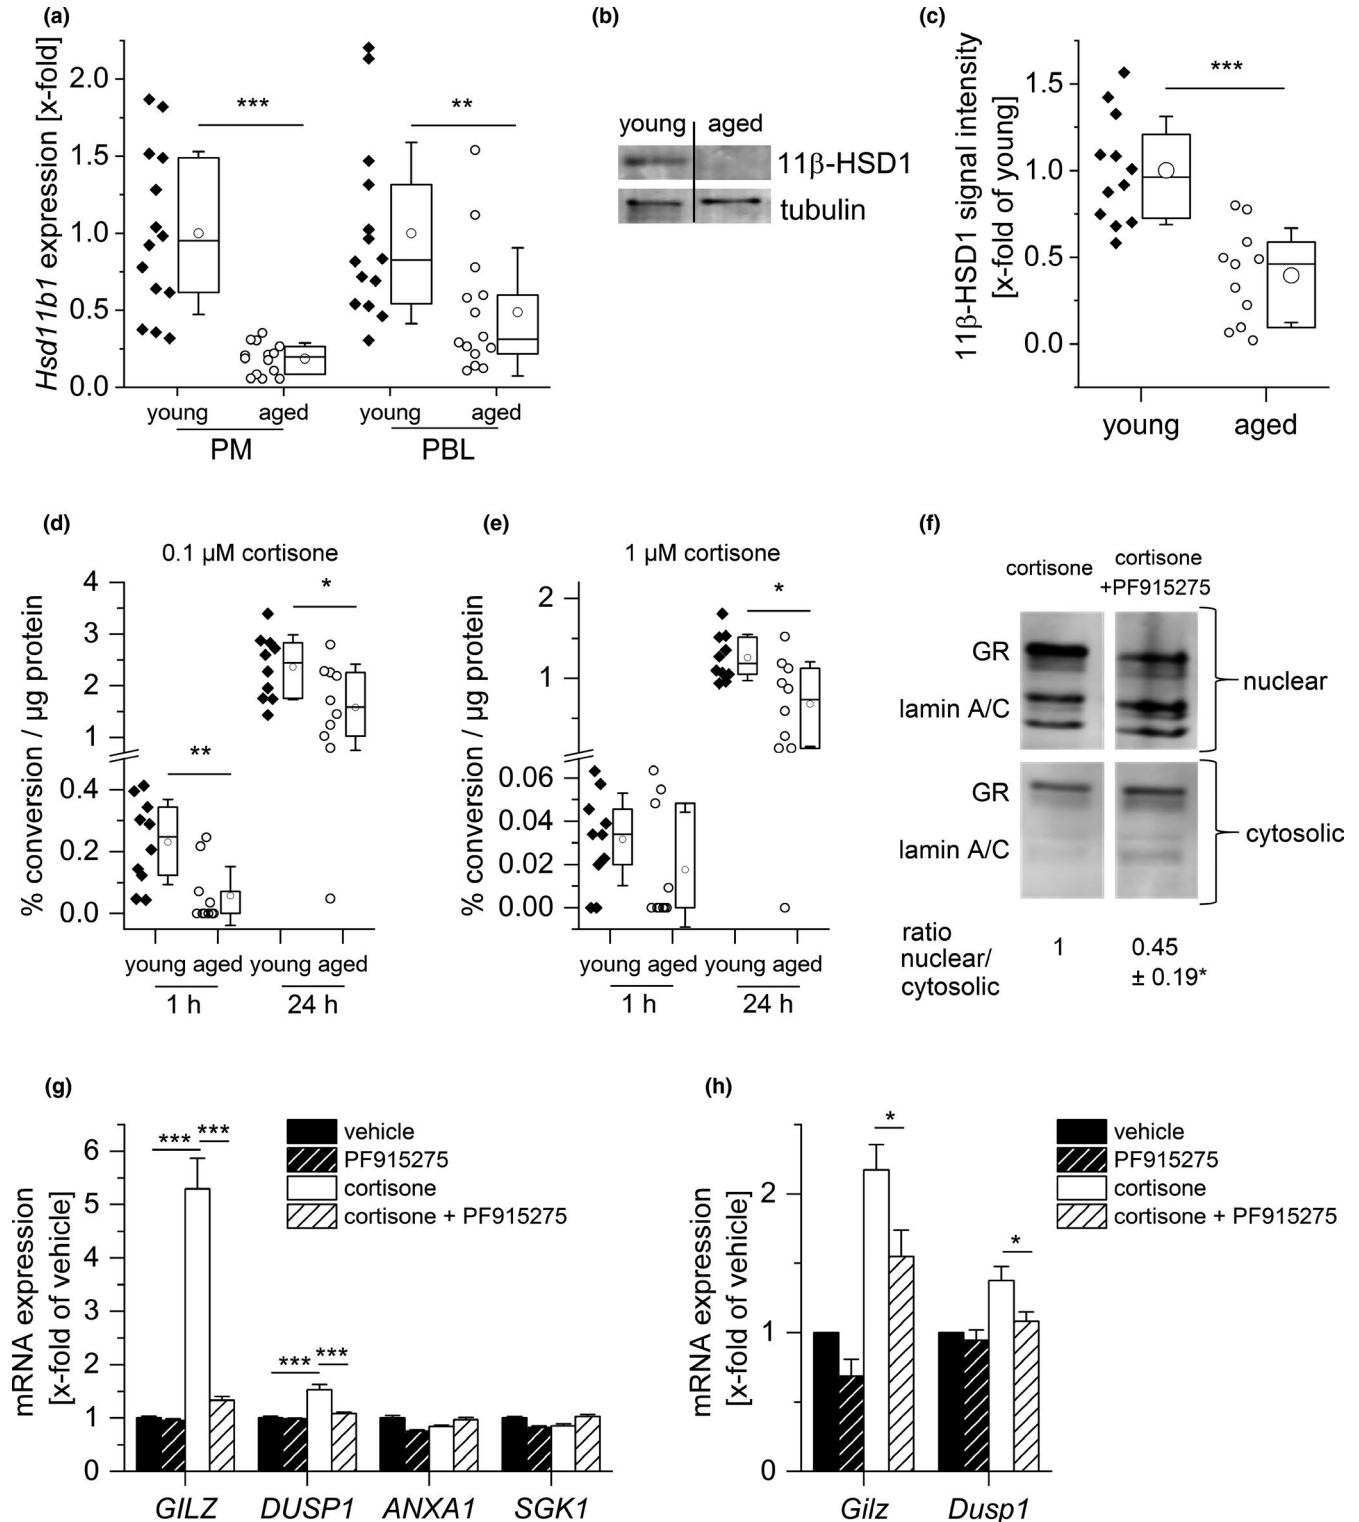 (a)
Hsd11b1 expression [x-fold]
2.0
1.5
1.0
0.5
0.0
***
**
young aged young aged
PM PBL
(b)
young aged
11β-HSD1
tubulin
(c)
11β-HSD1 signal intensity
[x-fold of young]
1.5
1.0
0.5
0.0
***
young aged
(d)
0.1 µM cortisone
% conversion / µg protein
4
3
2
1
0.4
0.2
0.0
**
*
young aged young aged
1 h 24 h
(e)
1 µM cortisone
% conversion / µg protein
2
1
0.06
0.04
0.02
0.00
*
young aged young aged
1 h 24 h
(f)
cortisone
cortisone
+PF915275
GR
lamin A/C
nuclear
GR
lamin A/C
cytosolic
ratio
nuclear/
cytosolic
1
0.45
± 0.19*
(g)
mRNA expression
[x-fold of vehicle]
6
5
4
3
2
1
0
*** ***
*** ***
vehicle
PF915275
cortisone
cortisone + PF915275
GILZ DUSP1 ANXA1 SGK1
(h)
mRNA expression
[x-fold of vehicle]
2
1
0
*
*
vehicle
PF915275
cortisone
cortisone + PF915275
Gilz Dusp1